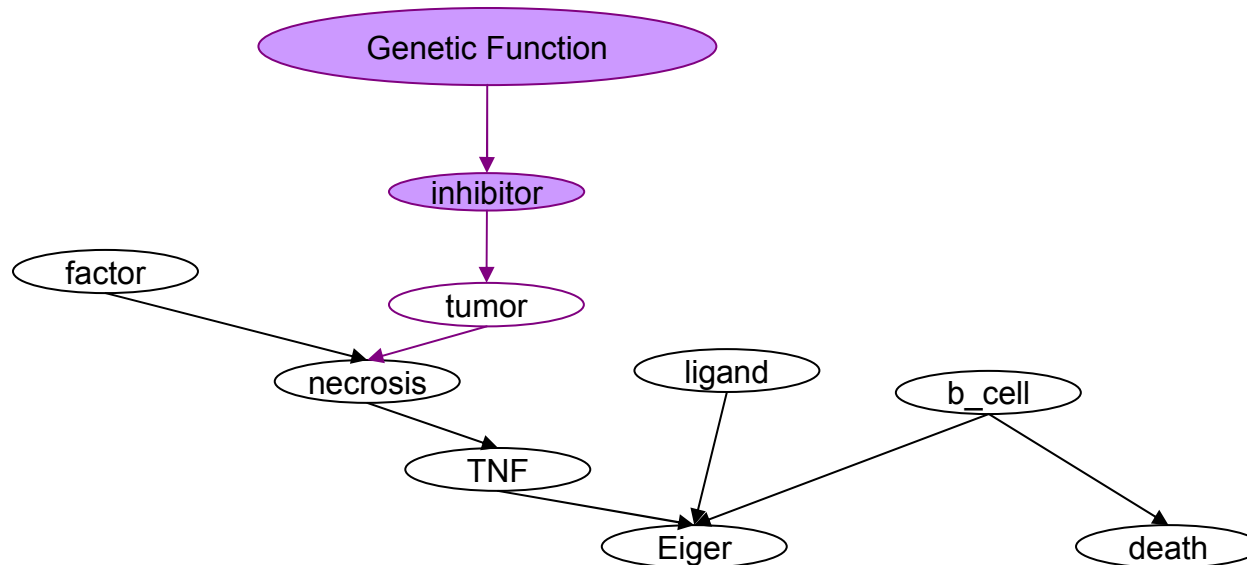 Genetic Function
inhibitor
factor
tumor
ligand
necrosis
b_cell
TNF
Eiger
death